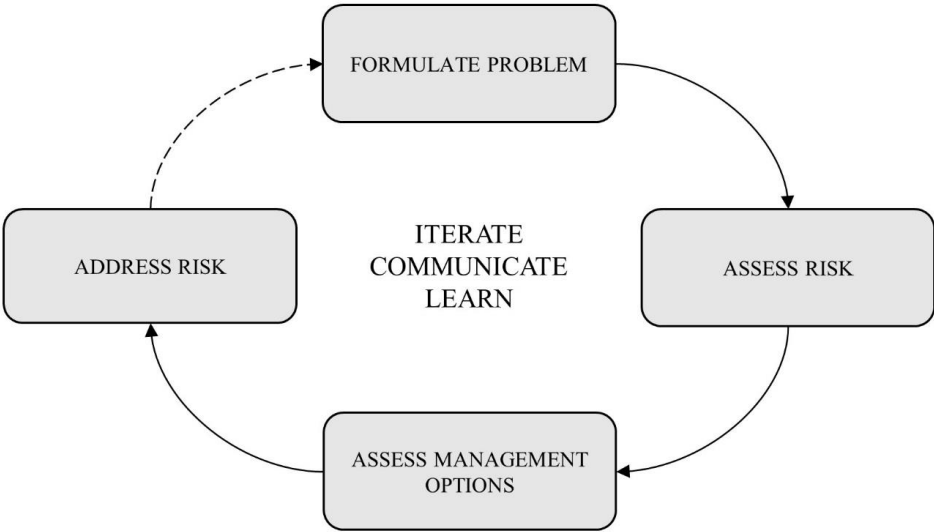 FORMULATE PROBLEM
ADDRESS RISK
ITERATE
COMMUNICATE
LEARN
ASSESS RISK
ASSESS MANAGEMENT
OPTIONS